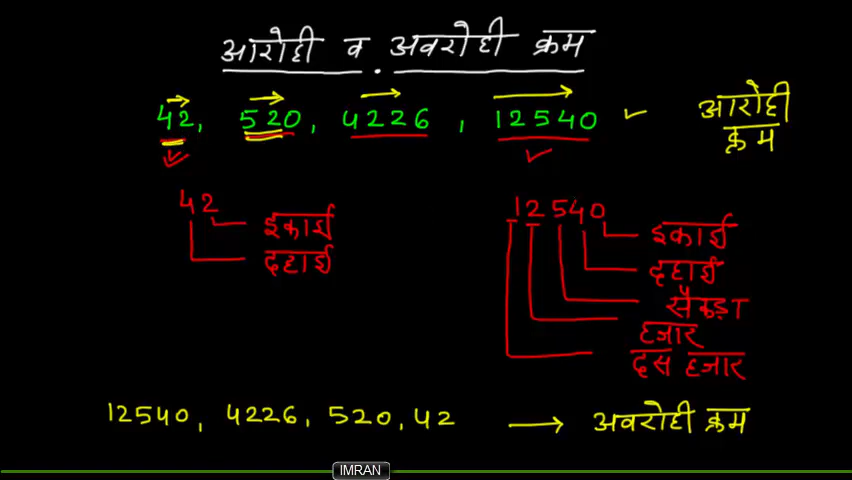 आरोही व अवरोही क्रम
42, 520, 4226, 12540 ✓ आरोही क्रम
42
इकाई
दहाई
12540
इकाई
दहाई
सैकड़ा
हजार
दस हजार
12540, 4226, 520, 42 → अवरोही क्रम
IMRAN